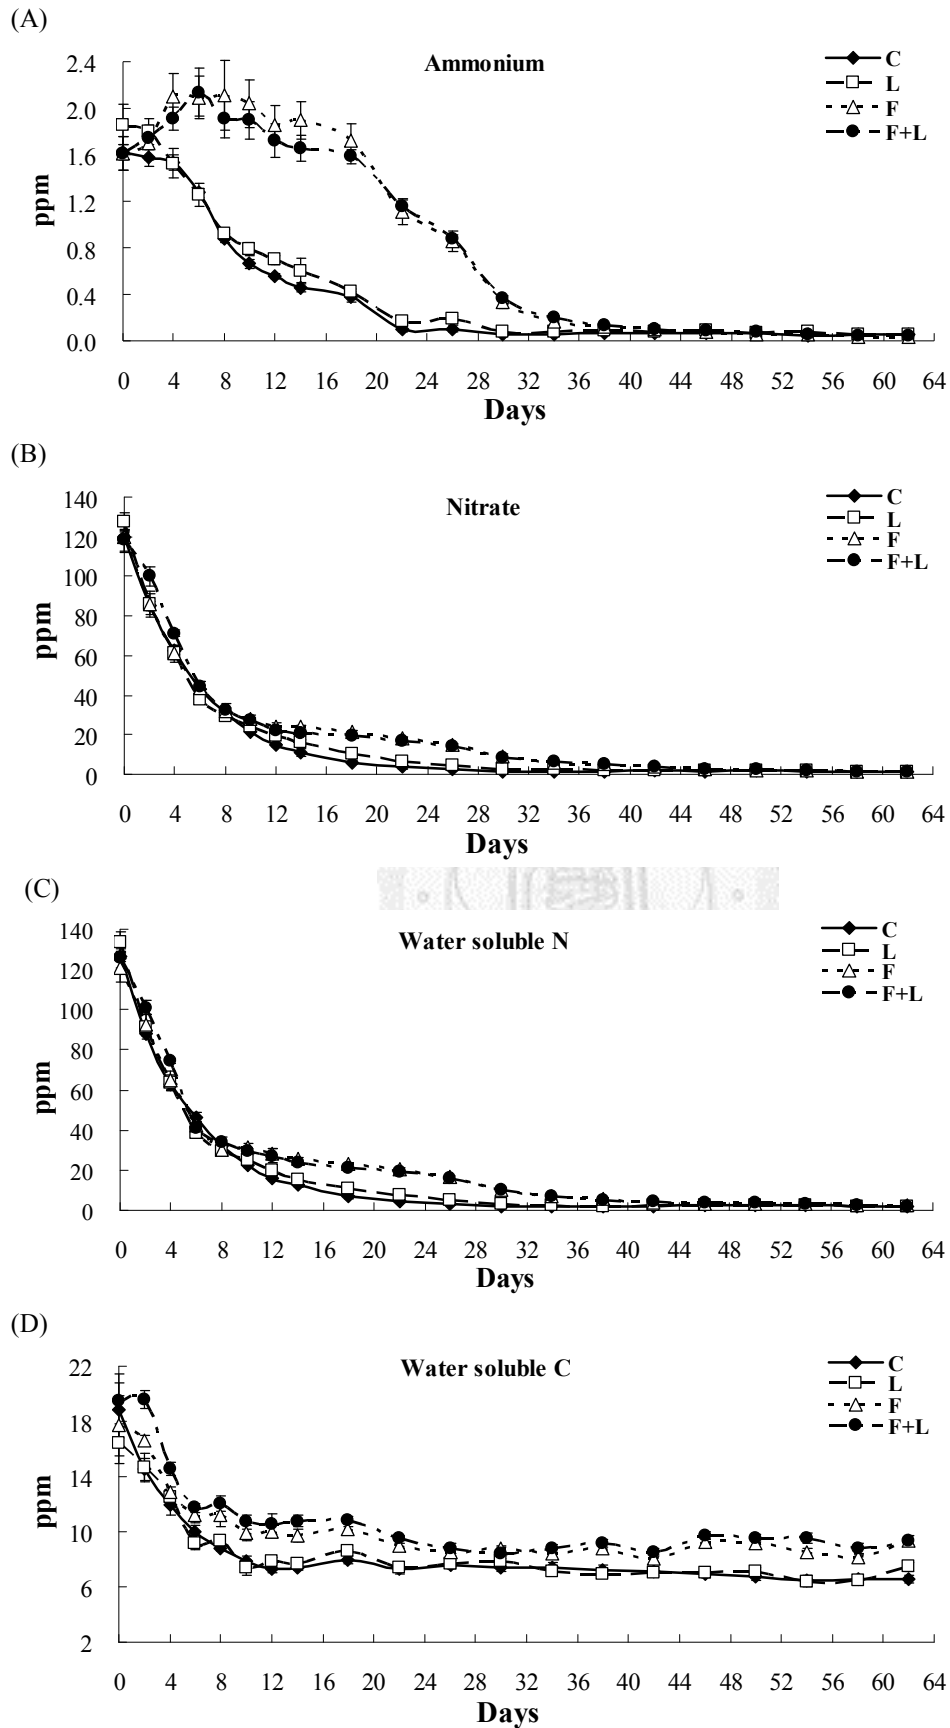 (A)
Ammonium
C
L
F
F+L
2.4
2.0
1.6
1.2
0.8
0.4
0.0
ppm
0 4 8 12 16 20 24 28 32 36 40 44 48 52 56 60 64
Days
(B)
Nitrate
C
L
F
F+L
140
120
100
80
60
40
20
0
ppm
0 4 8 12 16 20 24 28 32 36 40 44 48 52 56 60 64
Days
(C)
Water soluble N
C
L
F
F+L
140
120
100
80
60
40
20
0
ppm
0 4 8 12 16 20 24 28 32 36 40 44 48 52 56 60 64
Days
(D)
Water soluble C
C
L
F
F+L
22
18
14
10
6
2
ppm
0 4 8 12 16 20 24 28 32 36 40 44 48 52 56 60 64
Days